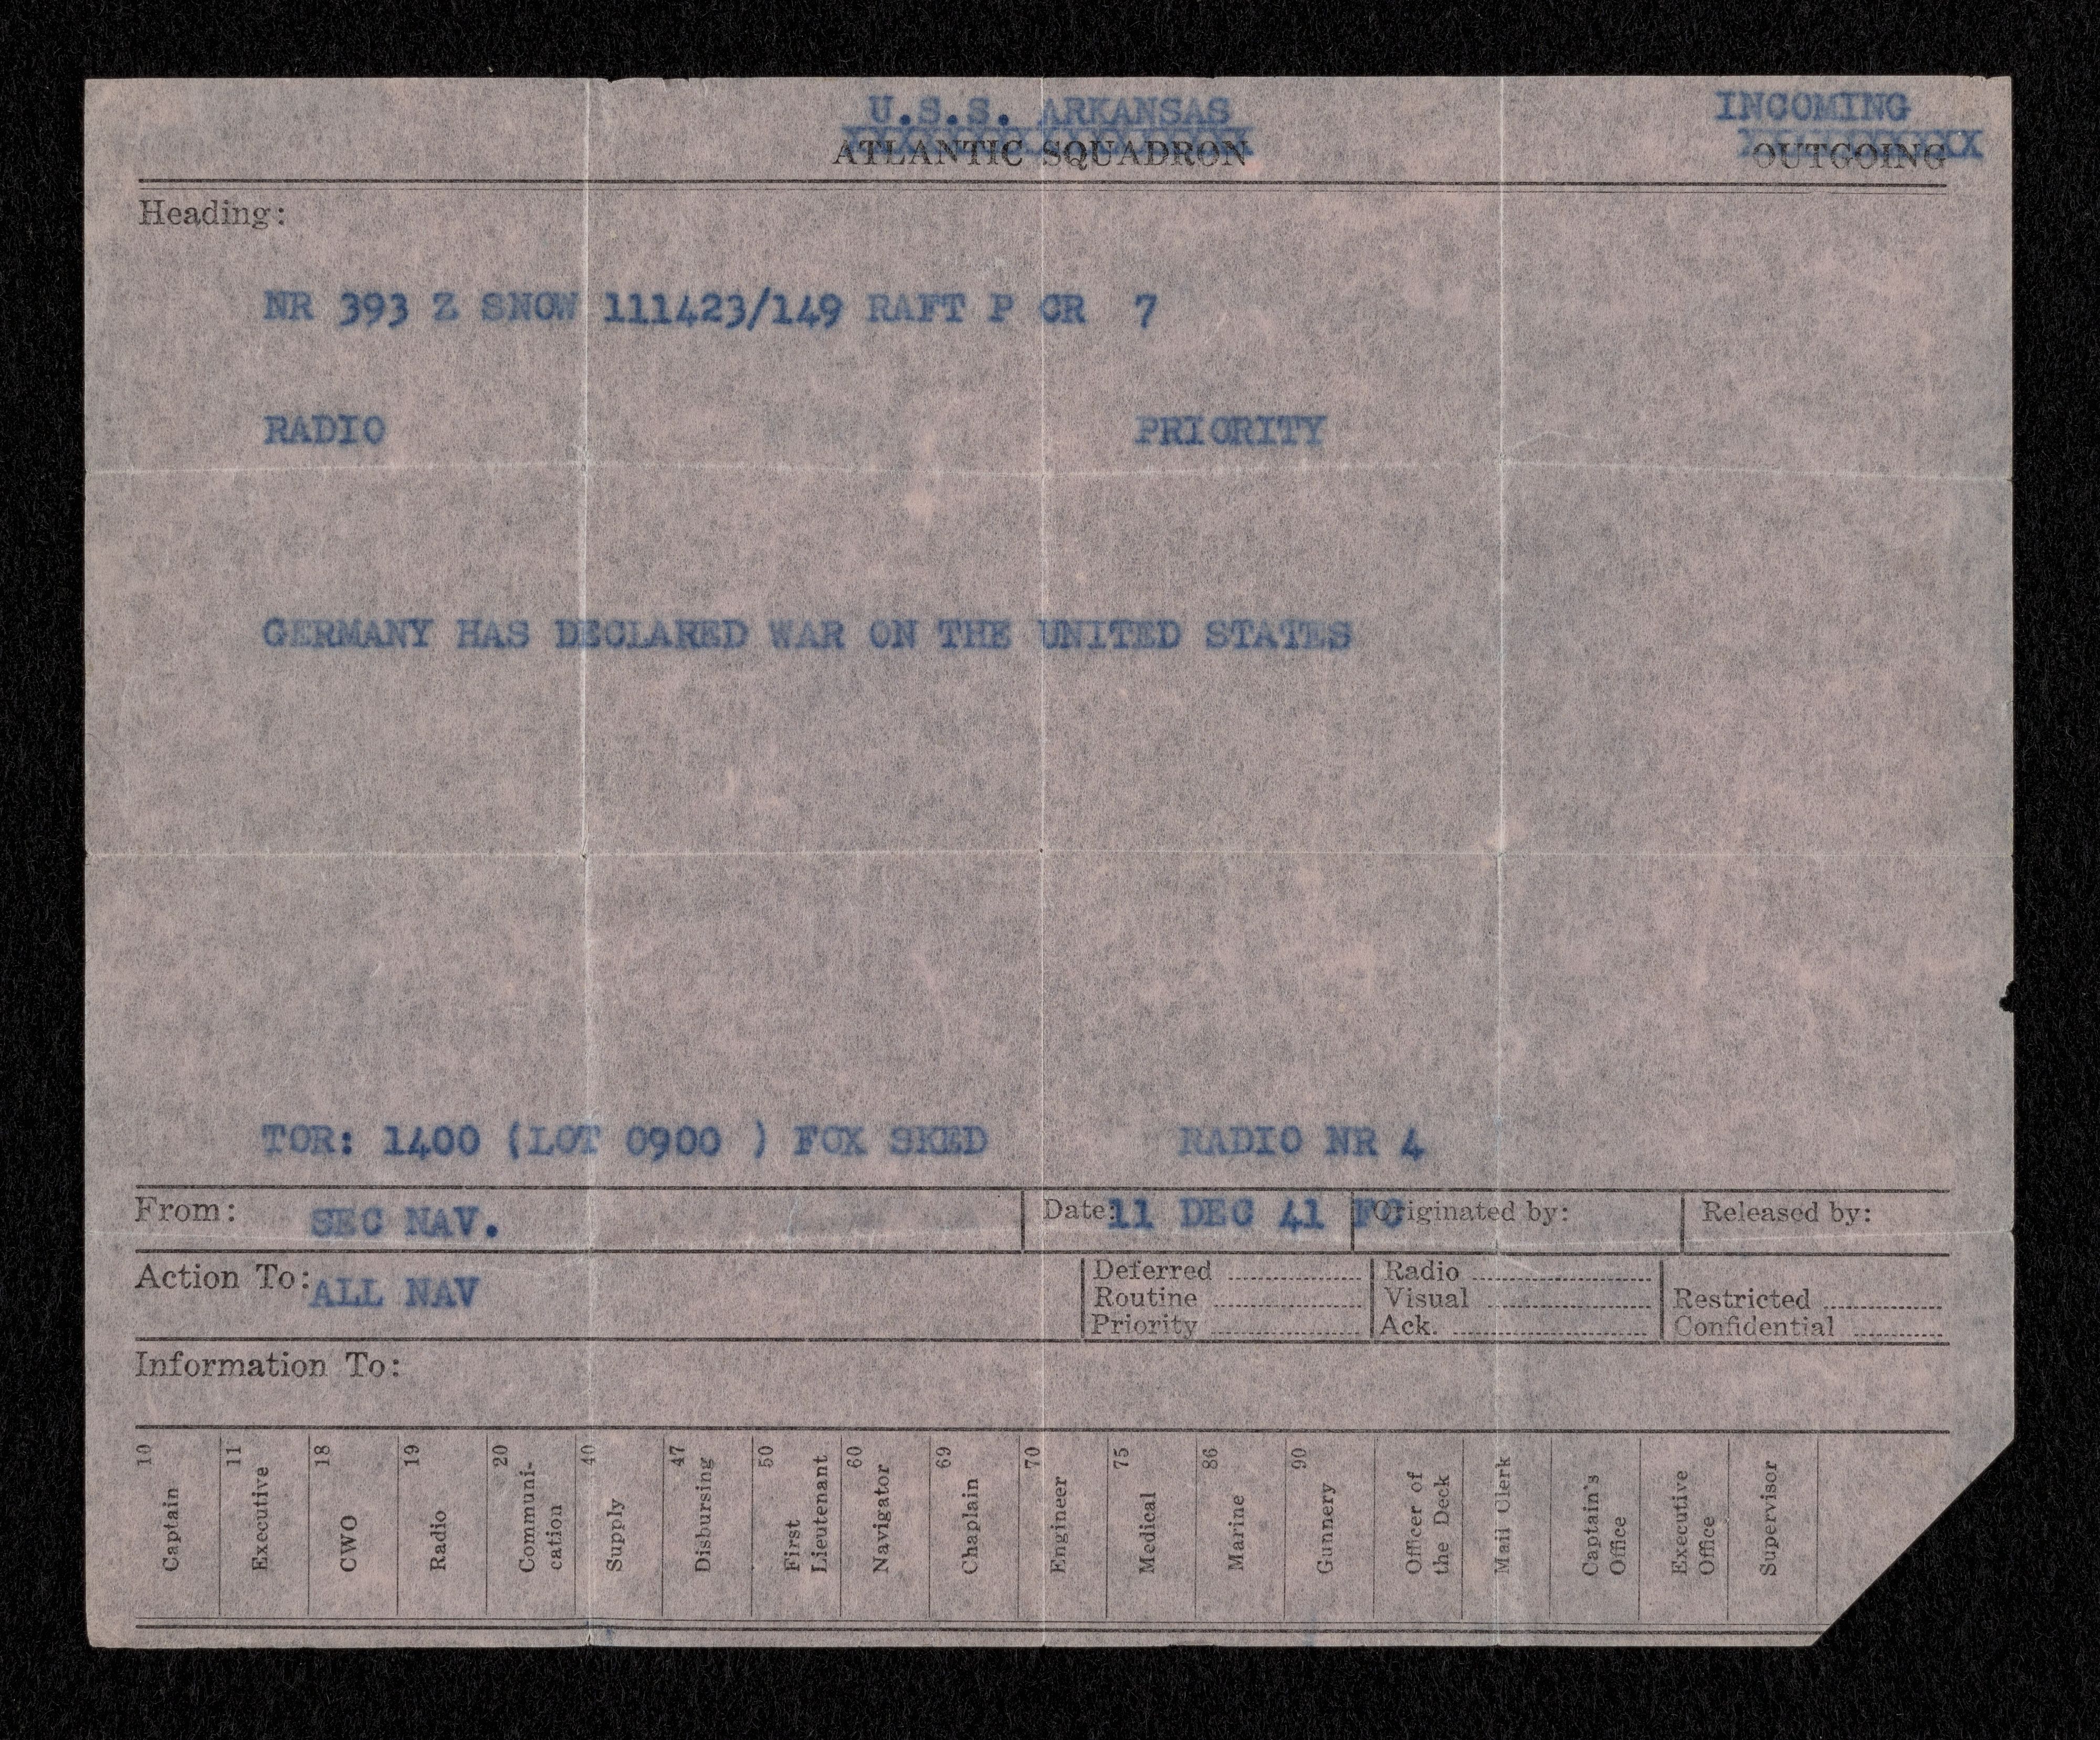 U.S.S. ARKANSAS
INCOMING
ATLANTIC SQUADRON
OUTGOING
Heading:
NR 393 Z SNOW 111423/149 RAFT P GR 7
RADIO PRIORITY
GERMANY HAS DECLARED WAR ON THE UNITED STATES
TOR: 1400 (LOT 0900 ) FOX SKED RADIO NR 4
From: SEC NAV. Date: 11 DEC 41 FC Originated by: Released by:
Action To: ALL NAV
Deferred
Routine
Priority
Radio
Visual
Ack.
Restricted
Confidential
Information To:
10 Captain
11 Executive
18 CWO
19 Radio
20 Communi-
cation
40 Supply
47 Disbursing
50 First
Lieutenant
60 Navigator
69 Chaplain
70 Engineer
75 Medical
86 Marine
90 Gunnery
Officer of
the Deck
Mail Clerk
Captain's
Office
Executive
Office
Supervisor